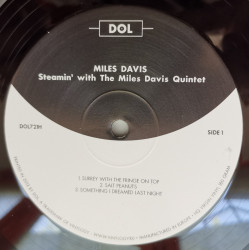 DOL
MILES DAVIS
Steamin' with The Miles Davis Quintet
SIDE 1
1. SURREY WITH THE FRINGE ON TOP
2. SALT PEANUTS
3. SOMETHING I DREAMED LAST NIGHT